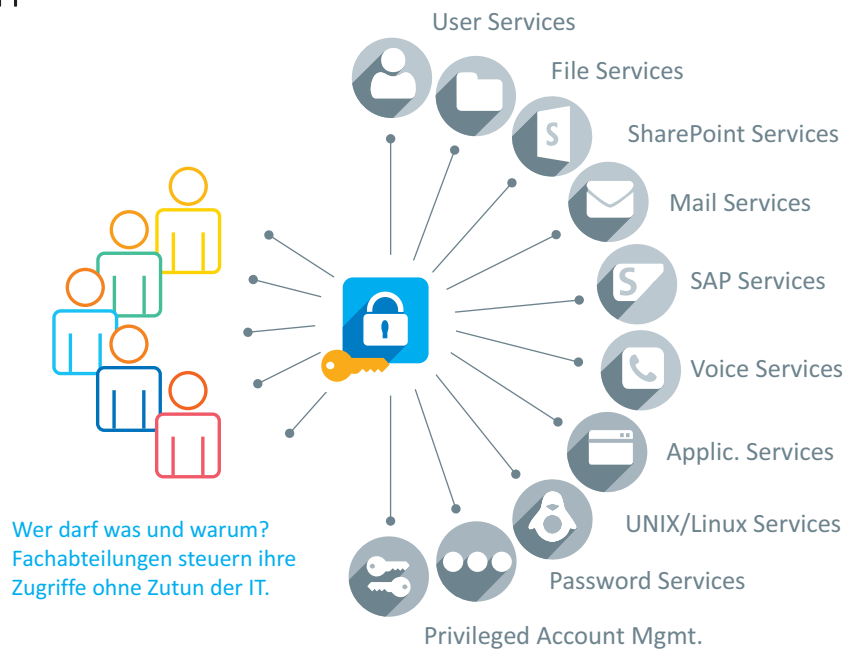 User Services
File Services
SharePoint Services
S
Mail Services
SAP Services
S
Voice Services
Applic. Services
UNIX/Linux Services
Password Services
Privileged Account Mgmt.
Wer darf was und warum?
Fachabteilungen steuern ihre
Zugriffe ohne Zutun der IT.